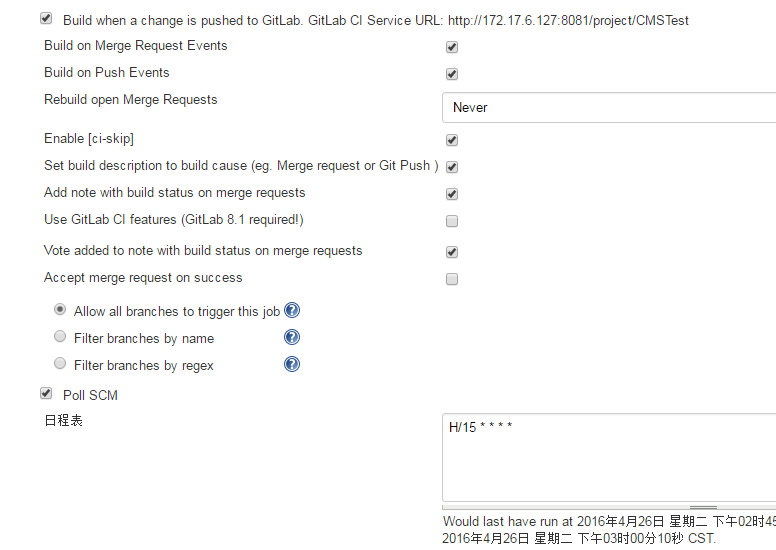 Build when a change is pushed to GitLab. GitLab CI Service URL: http://172.17.6.127:8081/project/CMSTest
Build on Merge Request Events
Build on Push Events
Rebuild open Merge Requests
Never
Enable [ci-skip]
Set build description to build cause (eg. Merge request or Git Push )
Add note with build status on merge requests
Use GitLab CI features (GitLab 8.1 required!)
Vote added to note with build status on merge requests
Accept merge request on success
Allow all branches to trigger this job
Filter branches by name
Filter branches by regex
Poll SCM
日程表
H/15 * * * *
Would last have run at 2016年4月26日 星期二 下午02时45
2016年4月26日 星期二 下午03时00分10秒 CST.